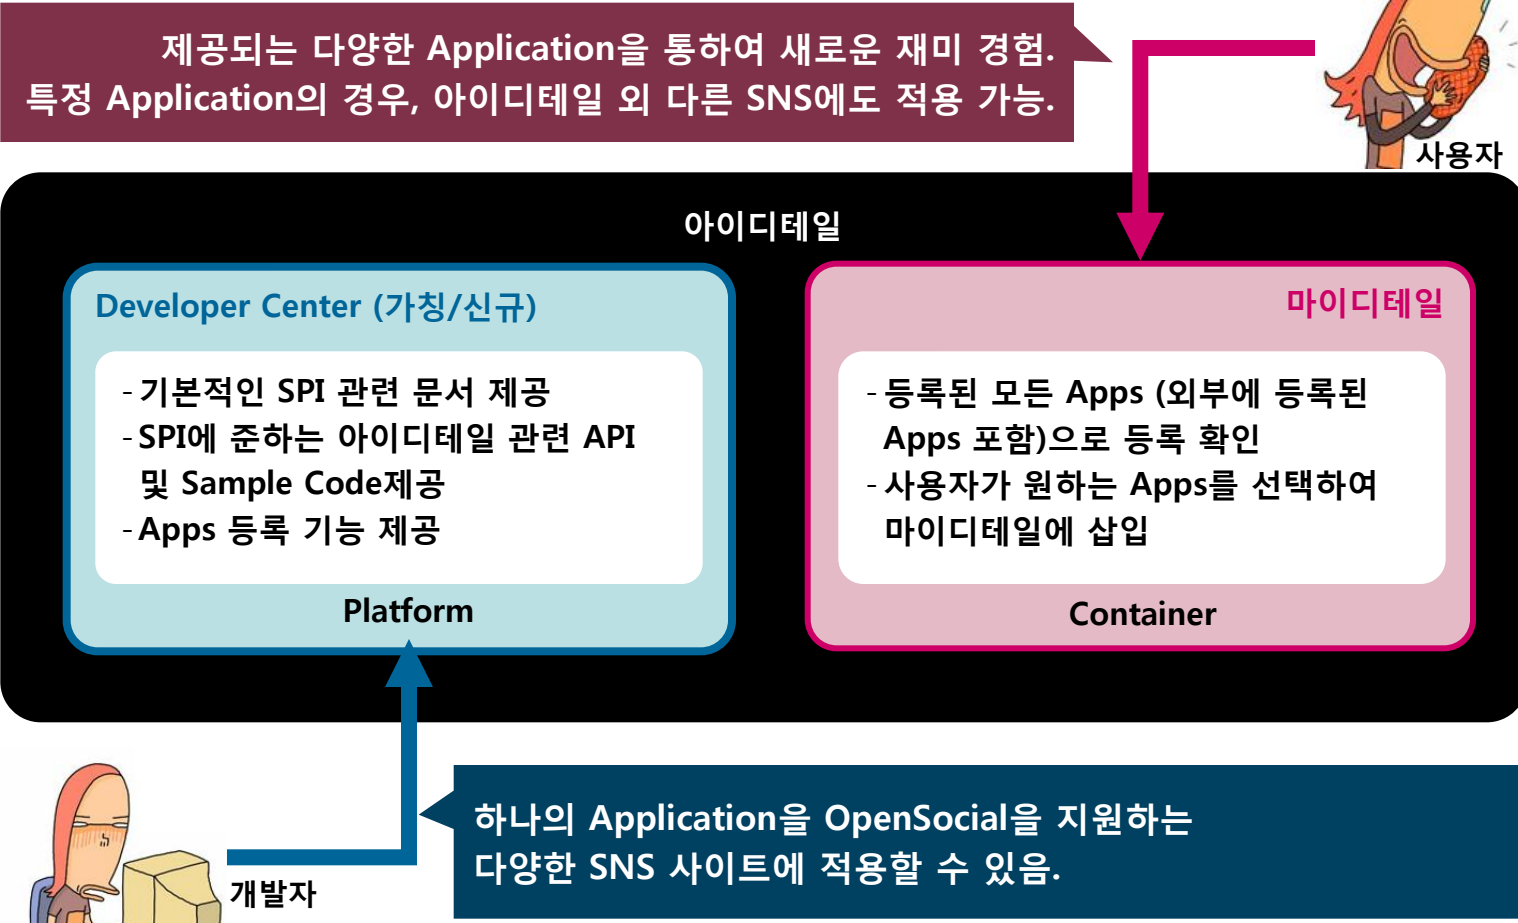 제공되는 다양한 Application을 통하여 새로운 재미 경험.
특정 Application의 경우, 아이디테일 외 다른 SNS에도 적용 가능.
사용자
아이디테일
Developer Center (가칭/신규)
- 기본적인 SPI 관련 문서 제공
- SPI에 준하는 아이디테일 관련 API
및 Sample Code제공
- Apps 등록 기능 제공
Platform
마이디테일
- 등록된 모든 Apps (외부에 등록된
Apps 포함)으로 등록 확인
- 사용자가 원하는 Apps를 선택하여
마이디테일에 삽입
Container
하나의 Application을 OpenSocial을 지원하는
다양한 SNS 사이트에 적용할 수 있음.
개발자